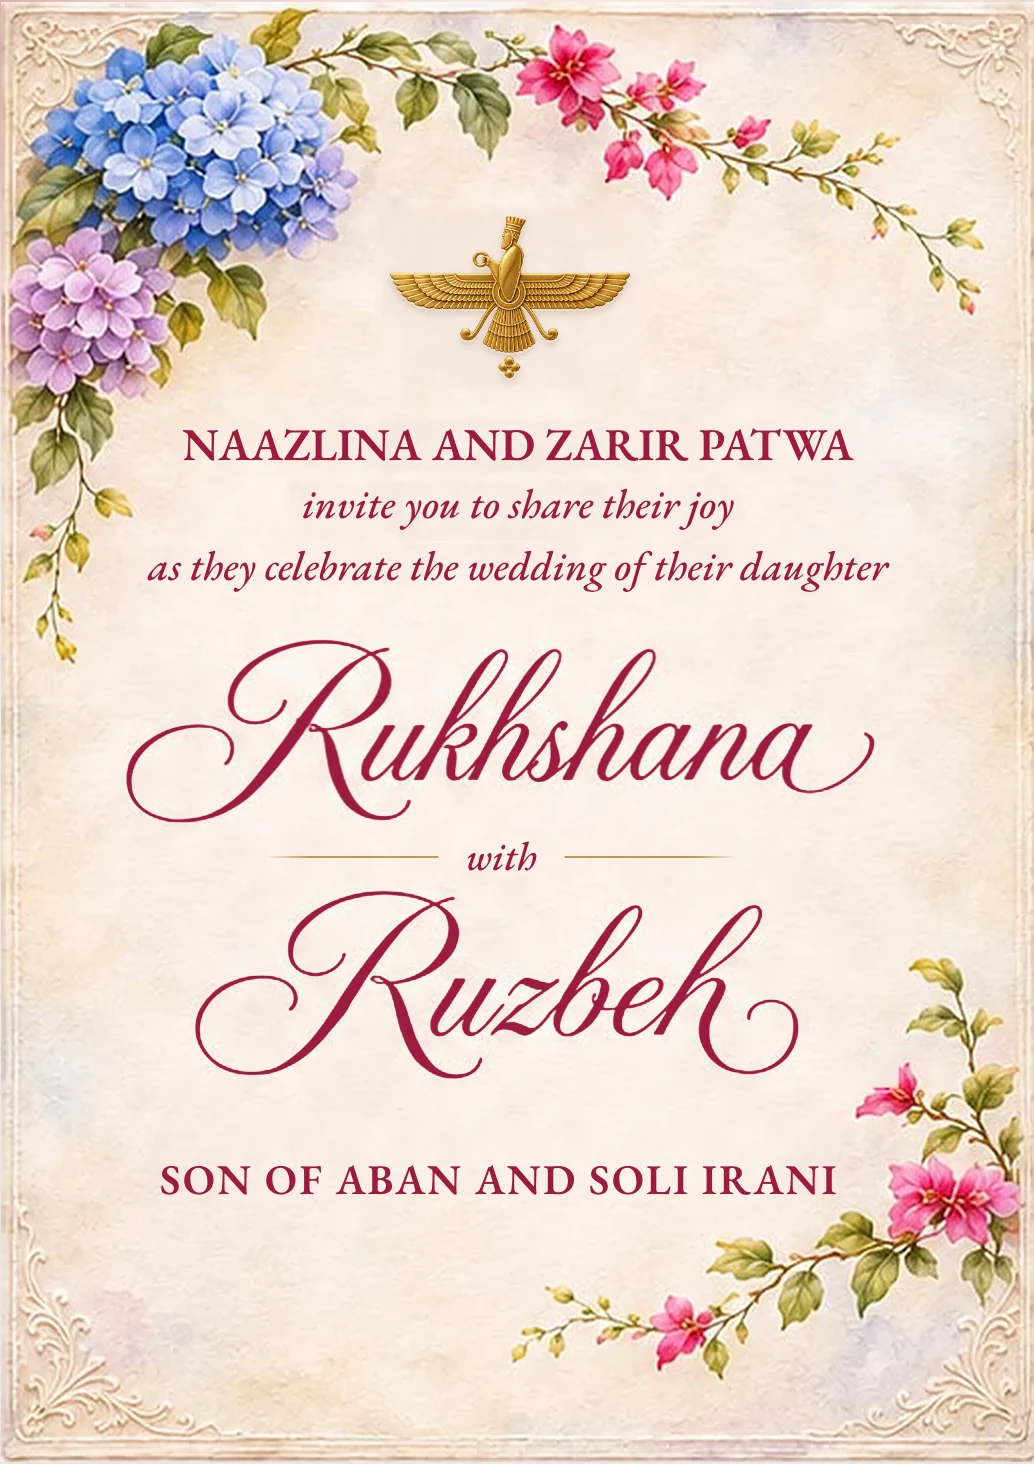 NAAZLINA AND ZARIR PATWA
invite you to share their joy
as they celebrate the wedding of their daughter
Rukhshana
with
Ruzbeh
SON OF ABAN AND SOLI IRANI